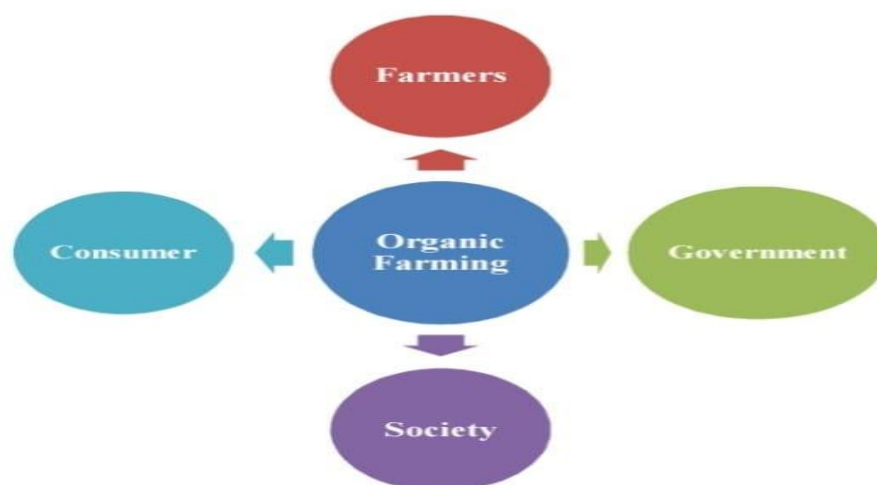 Farmers
Consumer
Organic
Farming
Government
Society